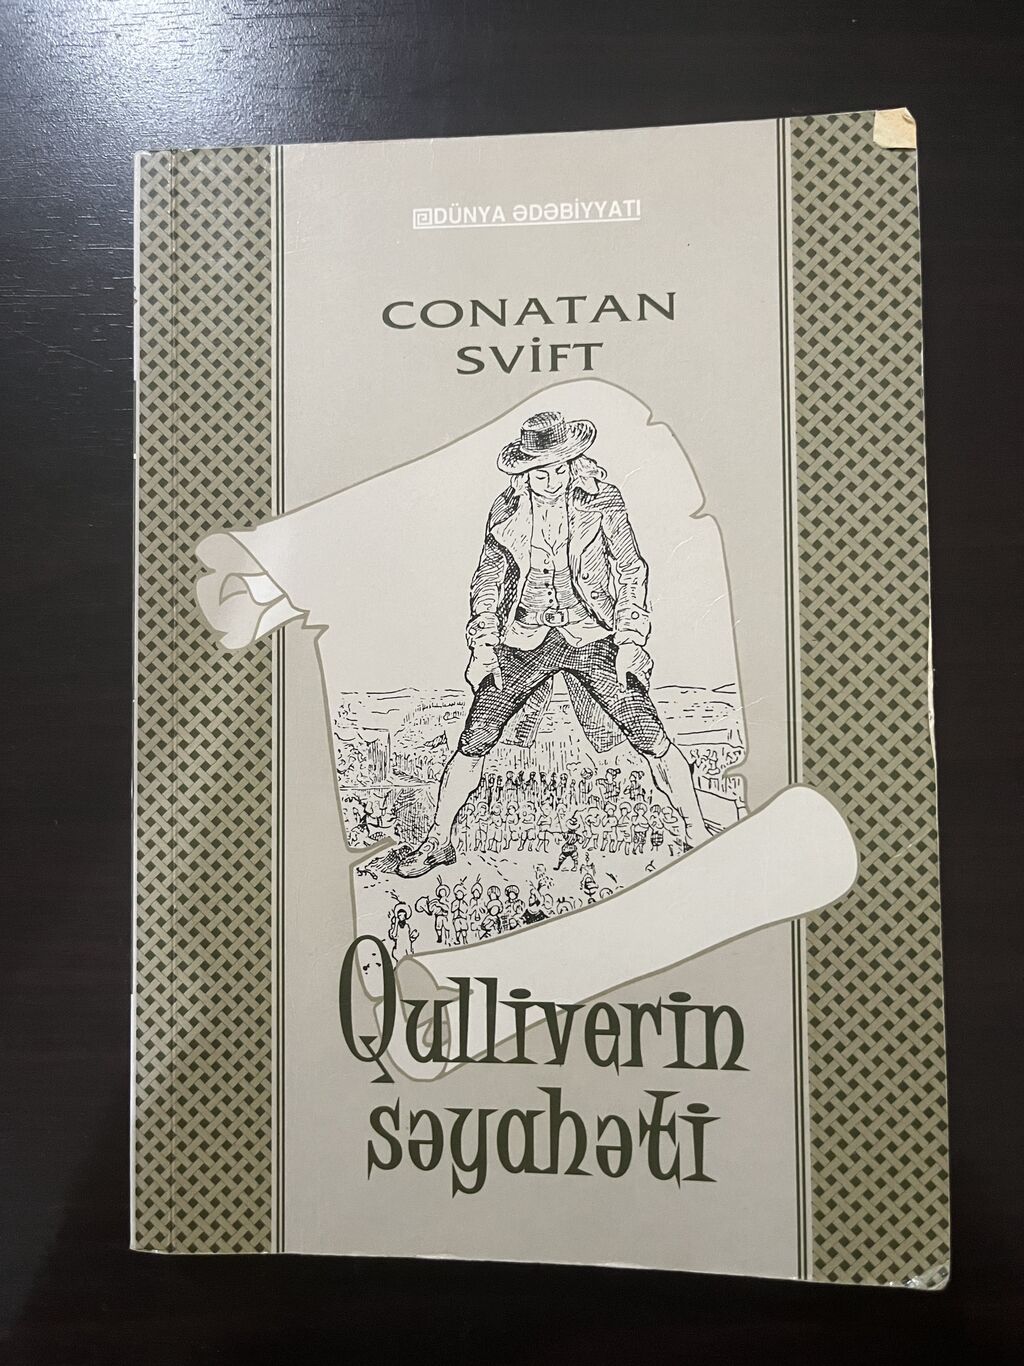 DÜNYA ƏDƏBİYYATI
CONATAN
SVİFT
Qulliverin
səyahəti